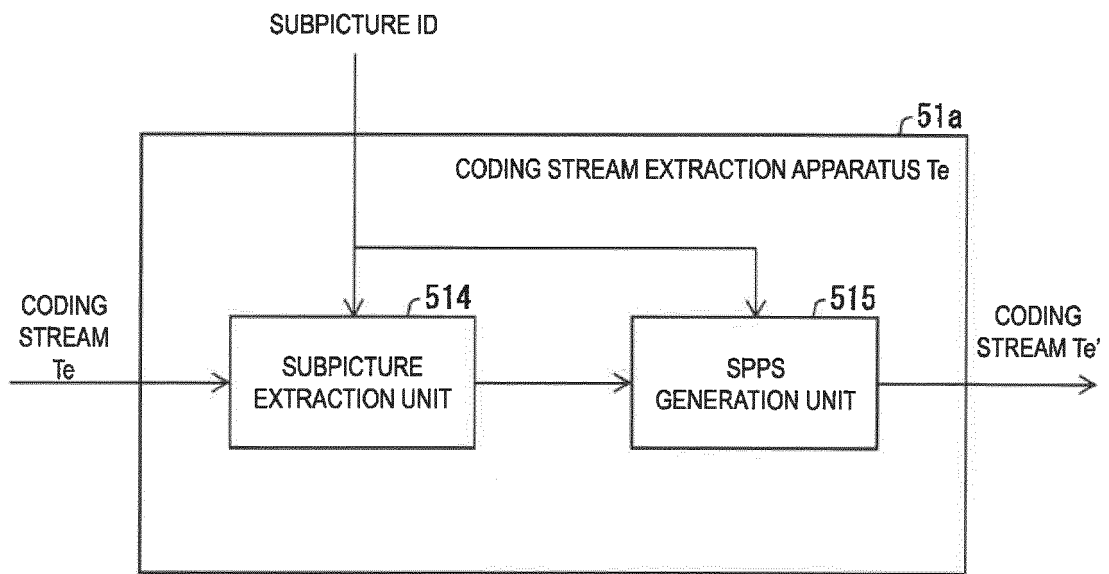 SUBPICTURE ID
51a
CODING STREAM EXTRACTION APPARATUS Te
CODING
STREAM
Te
514
SUBPICTURE
EXTRACTION UNIT
515
SPPS
GENERATION UNIT
CODING
STREAM Te'